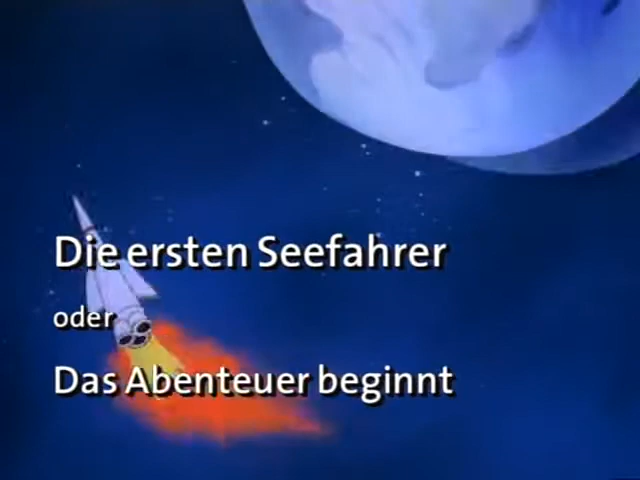 Die ersten Seefahrer
oder
Das Abenteuer beginnt